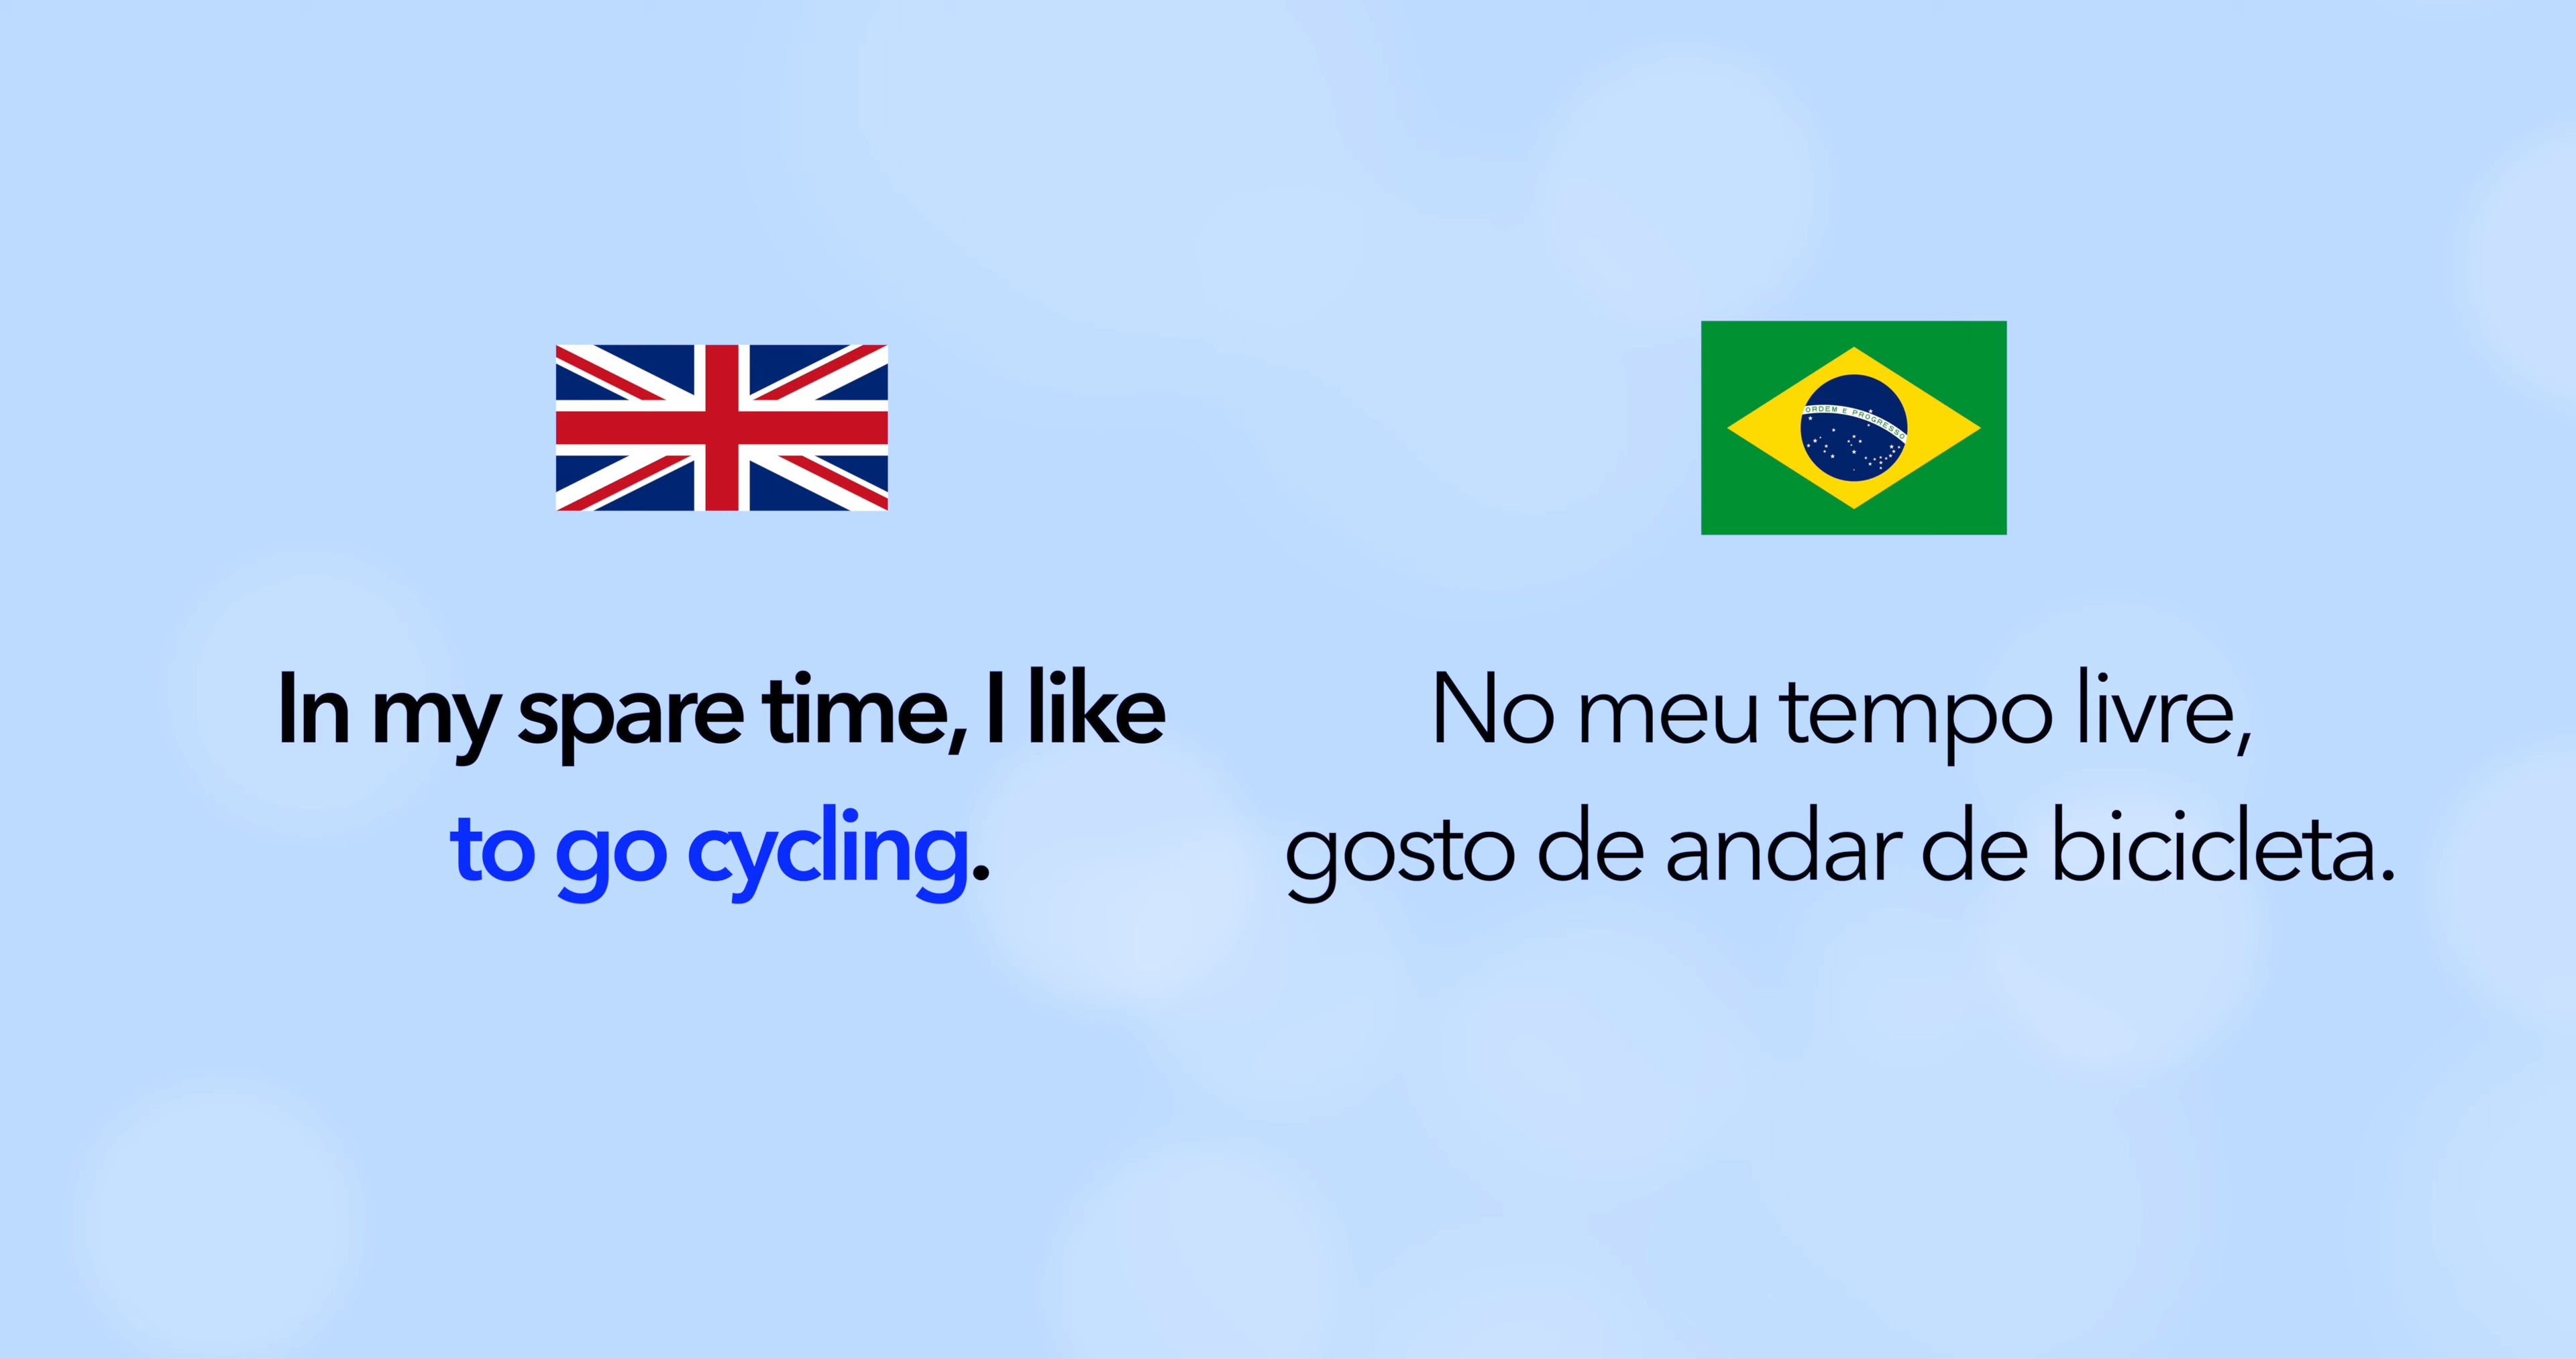 ORDEM E PROGRESSO
In my spare time, I like
to go cycling.
No meu tempo livre,
gosto de andar de bicicleta.